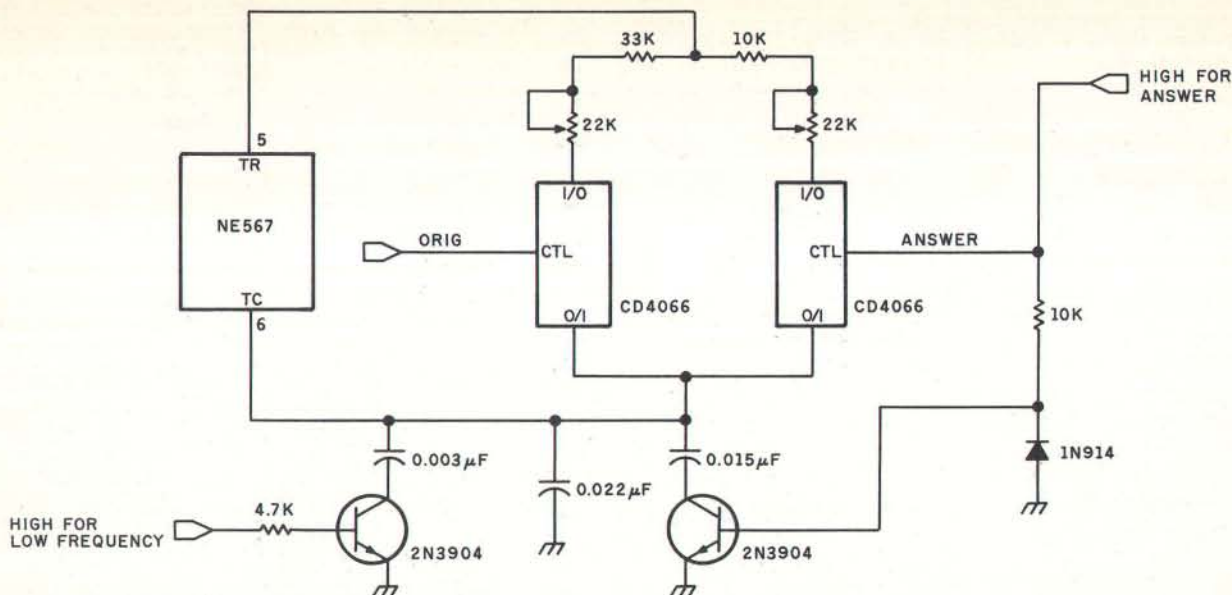 33K
10K
HIGH FOR
ANSWER
22K
22K
5
TR
NE567
TC
6
I/O
CTL
O/I
CD4066
ORIG
I/O
CTL
O/I
CD4066
ANSWER
10K
1N914
0.003µF
0.022µF
0.015µF
HIGH FOR
LOW FREQUENCY
4.7K
2N3904
2N3904